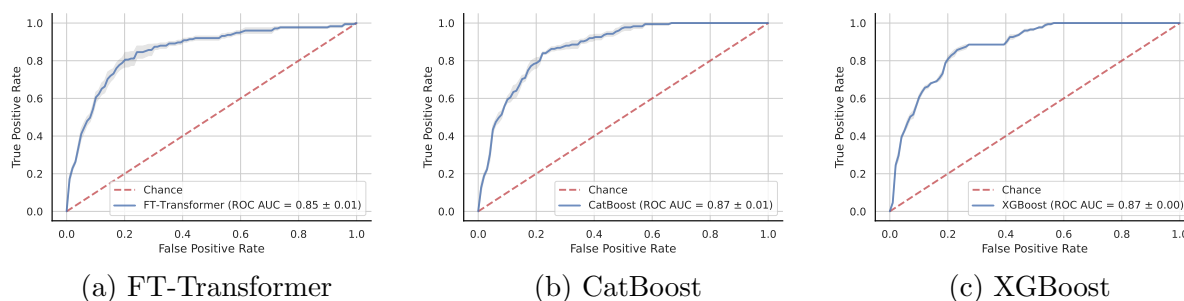 1.0
0.8
0.6
0.4
0.2
0.0
True Positive Rate
Chance
FT-Transformer (ROC AUC = 0.85 ± 0.01)
0.0 0.2 0.4 0.6 0.8 1.0
False Positive Rate
(a) FT-Transformer
1.0
0.8
0.6
0.4
0.2
0.0
True Positive Rate
Chance
CatBoost (ROC AUC = 0.87 ± 0.01)
0.0 0.2 0.4 0.6 0.8 1.0
False Positive Rate
(b) CatBoost
1.0
0.8
0.6
0.4
0.2
0.0
True Positive Rate
Chance
XGBoost (ROC AUC = 0.87 ± 0.00)
0.0 0.2 0.4 0.6 0.8 1.0
False Positive Rate
(c) XGBoost